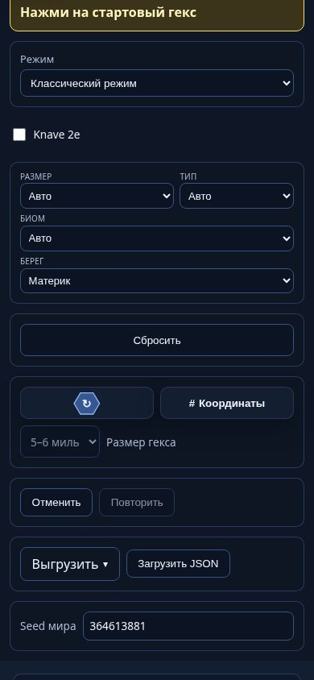 Нажми на стартовый гекс
Режим
Классический режим
Knave 2e
РАЗМЕР ТИП
Авто Авто
БИОМ
Авто
БЕРЕГ
Материк
Сбросить
↻ # Координаты
5–6 миль Размер гекса
Отменить Повторить
Выгрузить ▾ Загрузить JSON
Seed мира 364613881